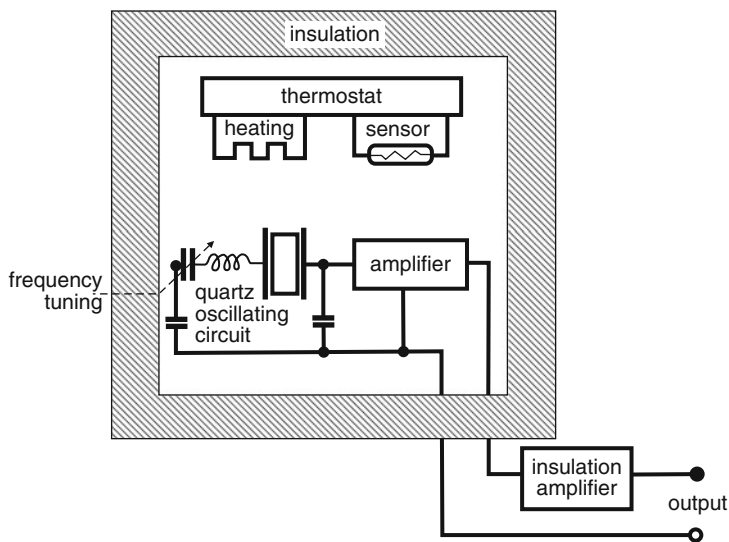 insulation
thermostat
heating
sensor
amplifier
frequency
tuning
quartz
oscillating
circuit
insulation
amplifier
output